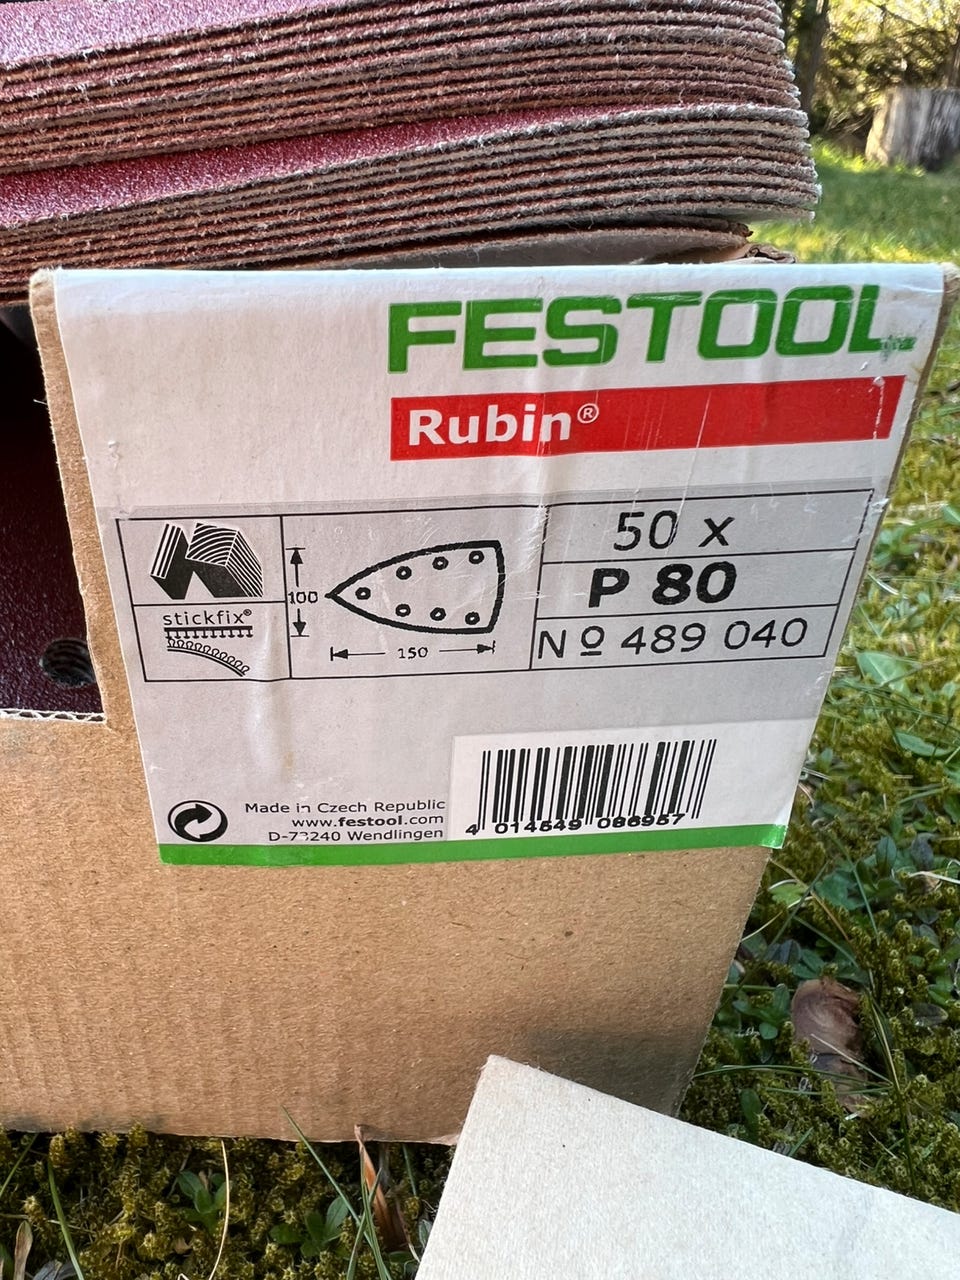 FESTOOL
Rubin®
50 x
P 80
Nº 489 040
stickfix®
100
150
Made in Czech Republic
www.festool.com
D-73240 Wendlingen
4 014549 086957